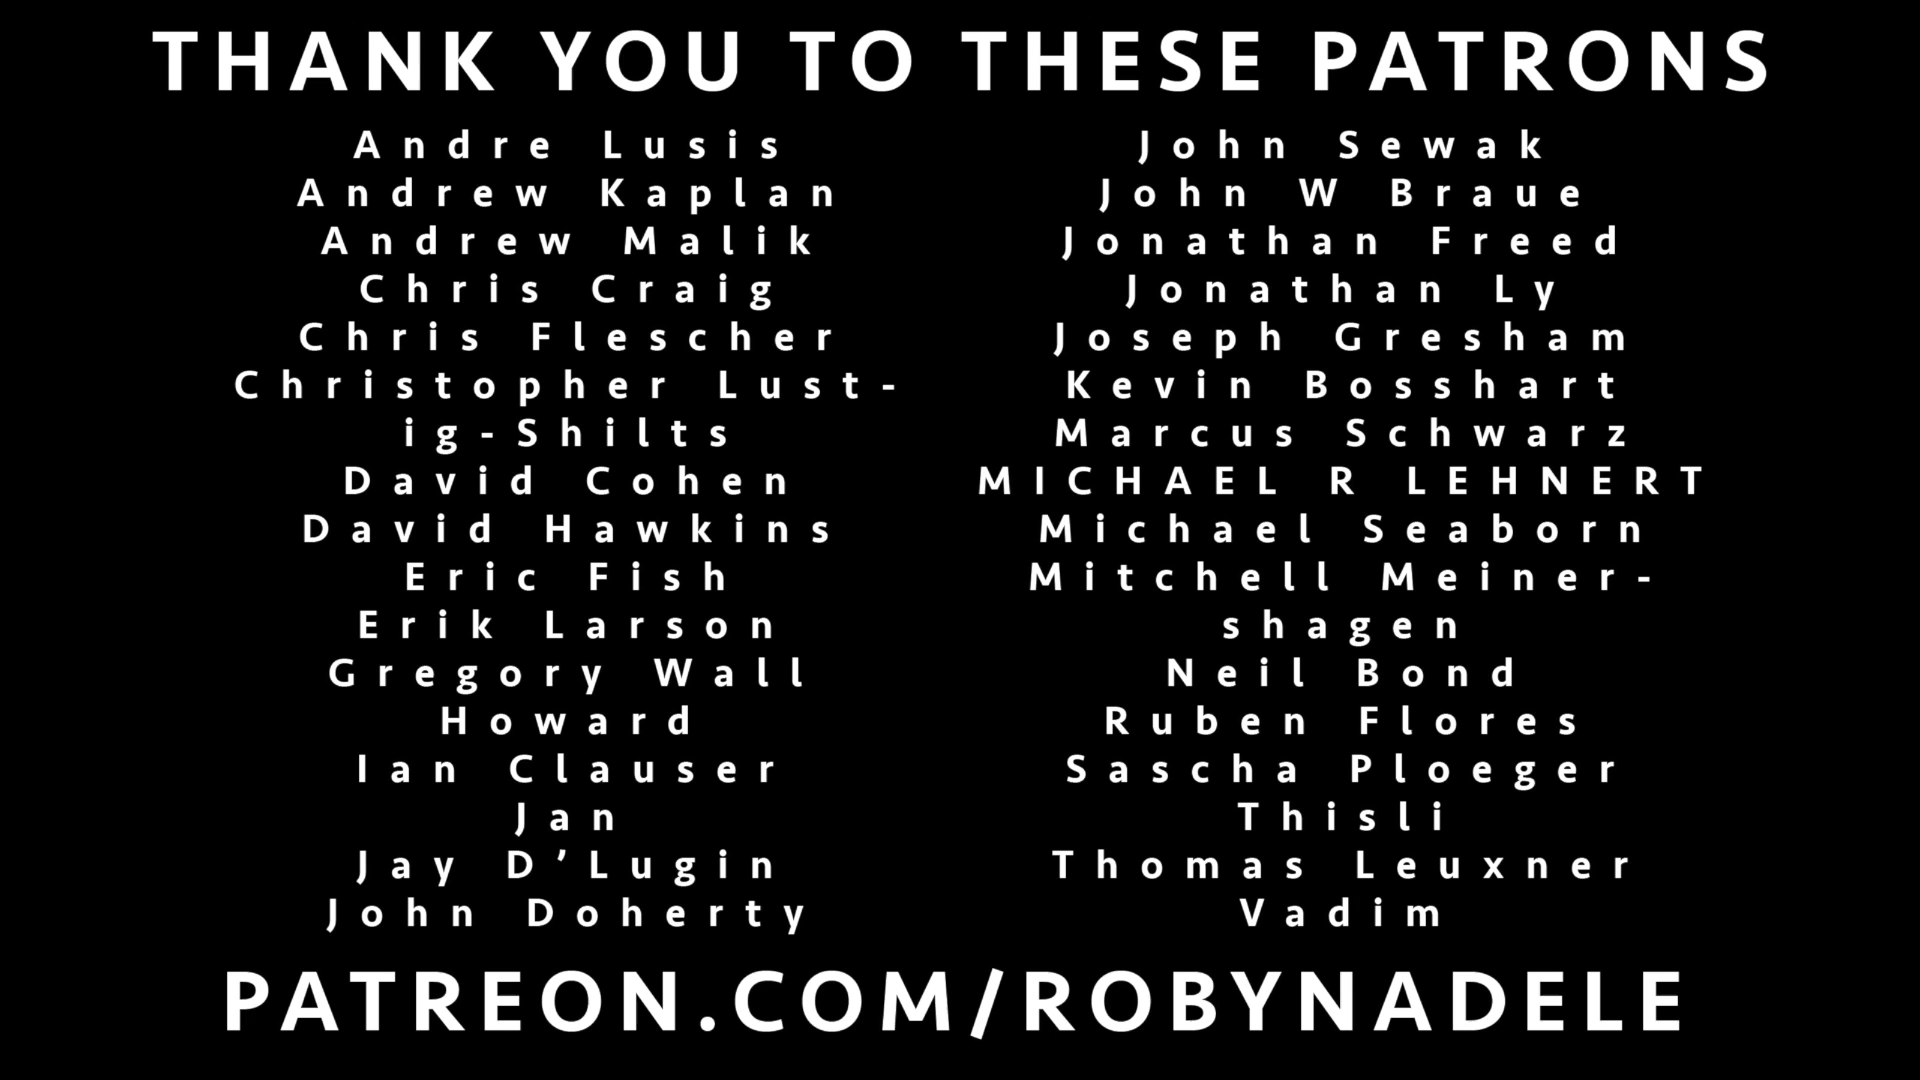 THANK YOU TO THESE PATRONS
Andre Lusis
Andrew Kaplan
Andrew Malik
Chris Craig
Chris Flescher
Christopher Lust-
ig-Shilts
David Cohen
David Hawkins
Eric Fish
Erik Larson
Gregory Wall
Howard
Ian Clauser
Jan
Jay D’Lugin
John Doherty
John Sewak
John W Braue
Jonathan Freed
Jonathan Ly
Joseph Gresham
Kevin Bosshart
Marcus Schwarz
MICHAEL R LEHNERT
Michael Seaborn
Mitchell Meiner-
shagen
Neil Bond
Ruben Flores
Sascha Ploeger
Thisli
Thomas Leuxner
Vadim
PATREON.COM/ROBYNADELE